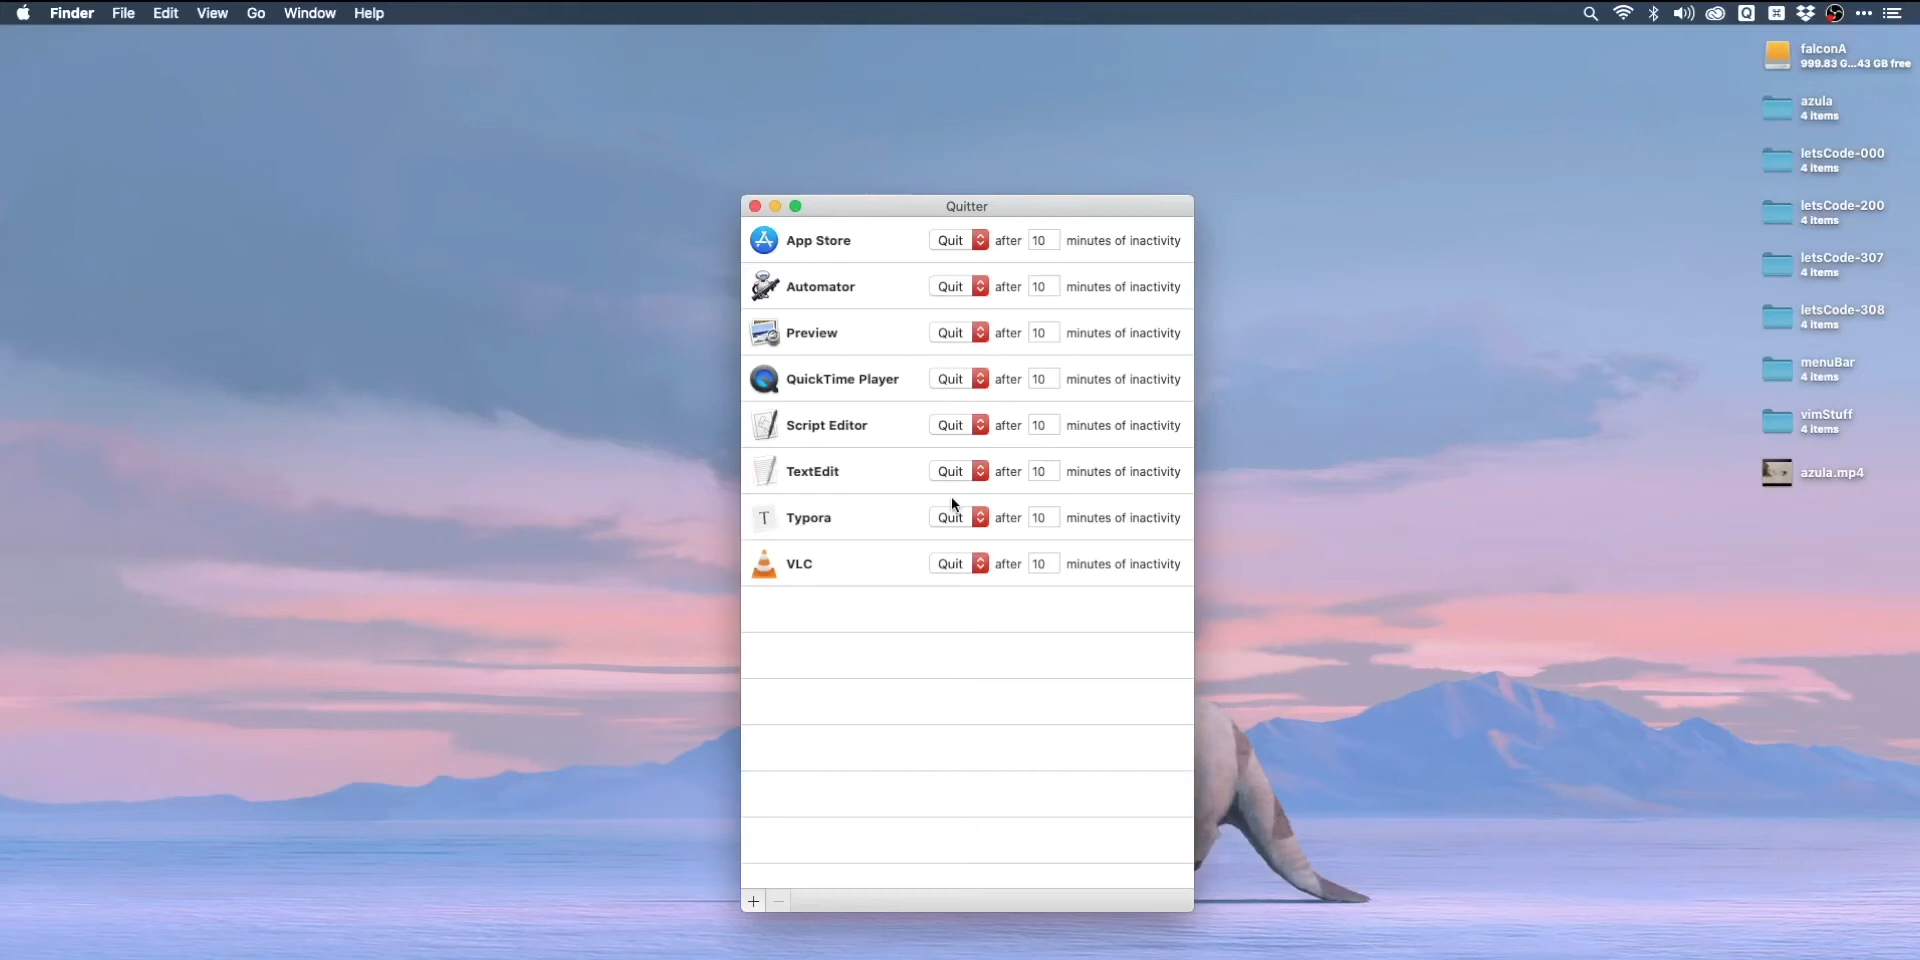 Finder File Edit View Go Window Help
falconA
999.83 G...43 GB free
azula
4 items
letsCode-000
4 items
letsCode-200
4 items
letsCode-307
4 items
letsCode-308
4 items
menuBar
4 items
vimStuff
4 items
azula.mp4
Quitter
App Store Quit after 10 minutes of inactivity
Automator Quit after 10 minutes of inactivity
Preview Quit after 10 minutes of inactivity
QuickTime Player Quit after 10 minutes of inactivity
Script Editor Quit after 10 minutes of inactivity
TextEdit Quit after 10 minutes of inactivity
T Typora Quit after 10 minutes of inactivity
VLC Quit after 10 minutes of inactivity